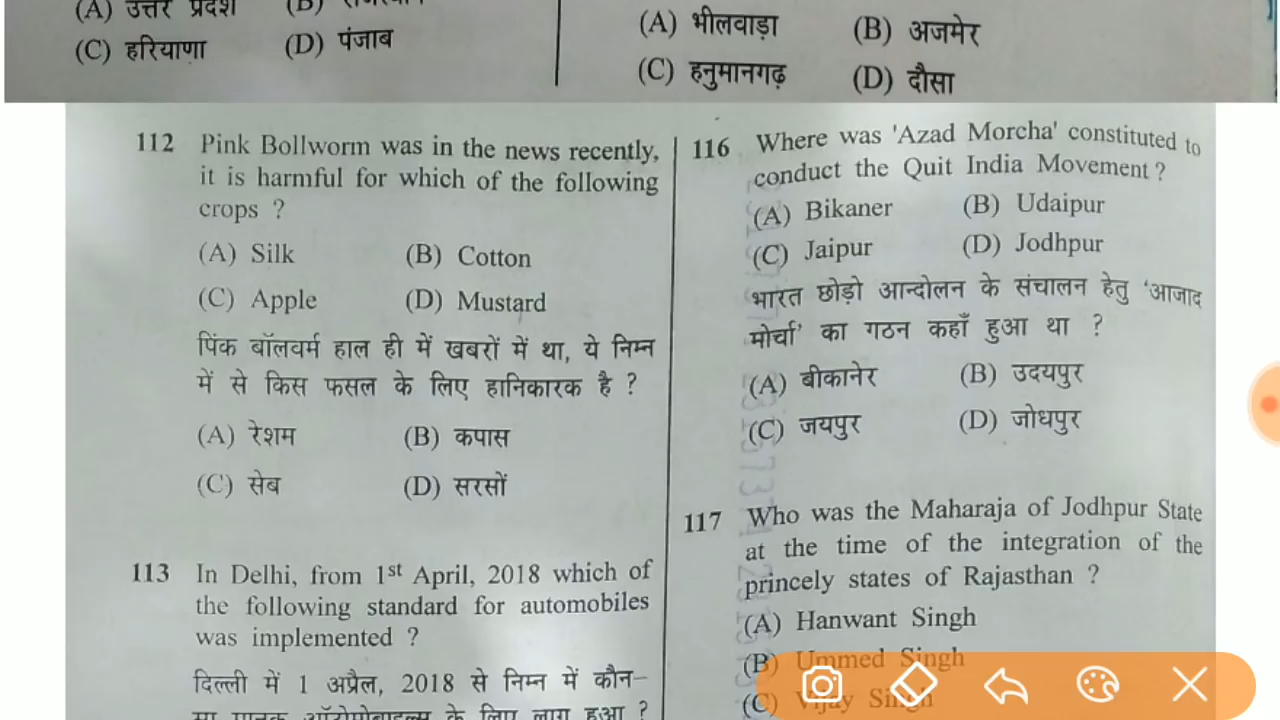 (A) उत्तर प्रदेश (B)
(C) हरियाणा (D) पंजाब
(A) भीलवाड़ा (B) अजमेर
(C) हनुमानगढ़ (D) दौसा
112 Pink Bollworm was in the news recently,
it is harmful for which of the following
crops ?
(A) Silk (B) Cotton
(C) Apple (D) Mustard
पिंक बॉलवर्म हाल ही में खबरों में था, ये निम्न
में से किस फसल के लिए हानिकारक है ?
(A) रेशम (B) कपास
(C) सेब (D) सरसों
113 In Delhi, from 1st April, 2018 which of
the following standard for automobiles
was implemented ?
दिल्ली में 1 अप्रैल, 2018 से निम्न में कौन-
सा मानक ऑटोमोबाइल्स के लिए लागू हुआ ?
116 Where was 'Azad Morcha' constituted to
conduct the Quit India Movement ?
(A) Bikaner (B) Udaipur
(C) Jaipur (D) Jodhpur
भारत छोड़ो आन्दोलन के संचालन हेतु 'आजाद
मोर्चा' का गठन कहाँ हुआ था ?
(A) बीकानेर (B) उदयपुर
(C) जयपुर (D) जोधपुर
117 Who was the Maharaja of Jodhpur State
at the time of the integration of the
princely states of Rajasthan ?
(A) Hanwant Singh
(B) Ummed Singh
(C) Vijay Singh